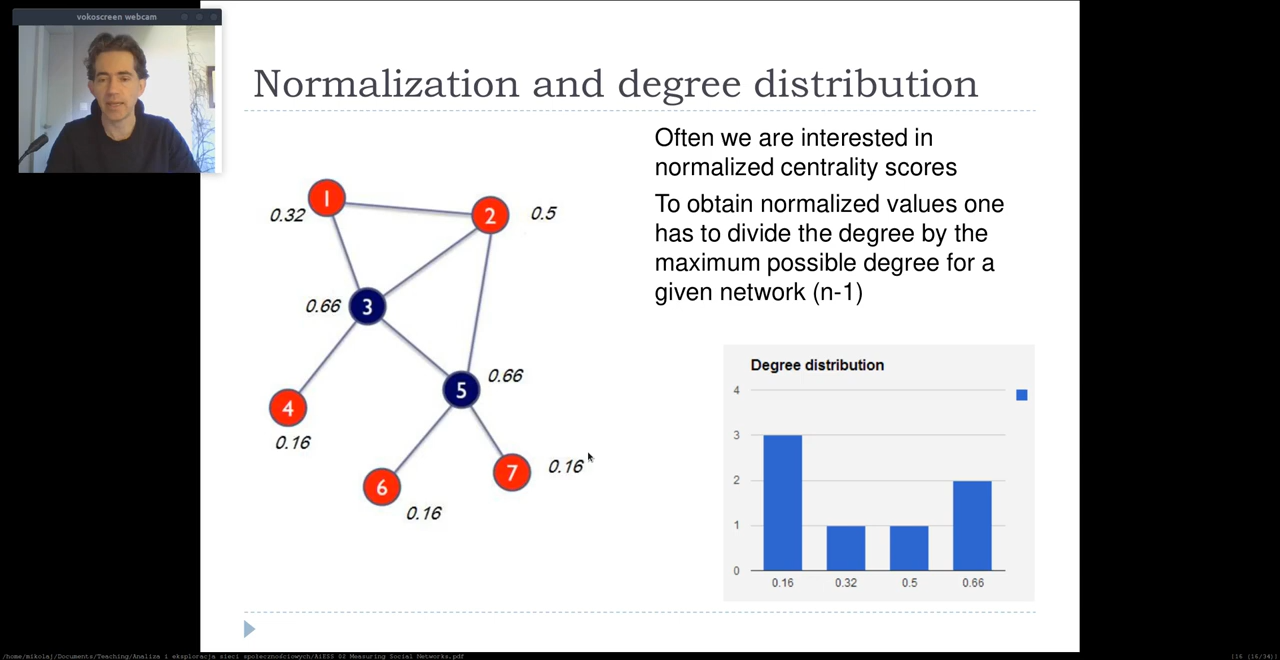 vokoscreen webcam
Normalization and degree distribution
Often we are interested in
normalized centrality scores
To obtain normalized values one
has to divide the degree by the
maximum possible degree for a
given network (n-1)
1
0.32
2
0.5
3
0.66
5
0.66
4
0.16
6
0.16
7
0.16
Degree distribution
4
3
2
1
0
0.16 0.32 0.5 0.66
/home/mikolaj/Documents/Teaching/Analiza i eksploracja sieci społecznościowych/AiESS 02 Measuring Social Networks.pdf
[16 (16/34)]